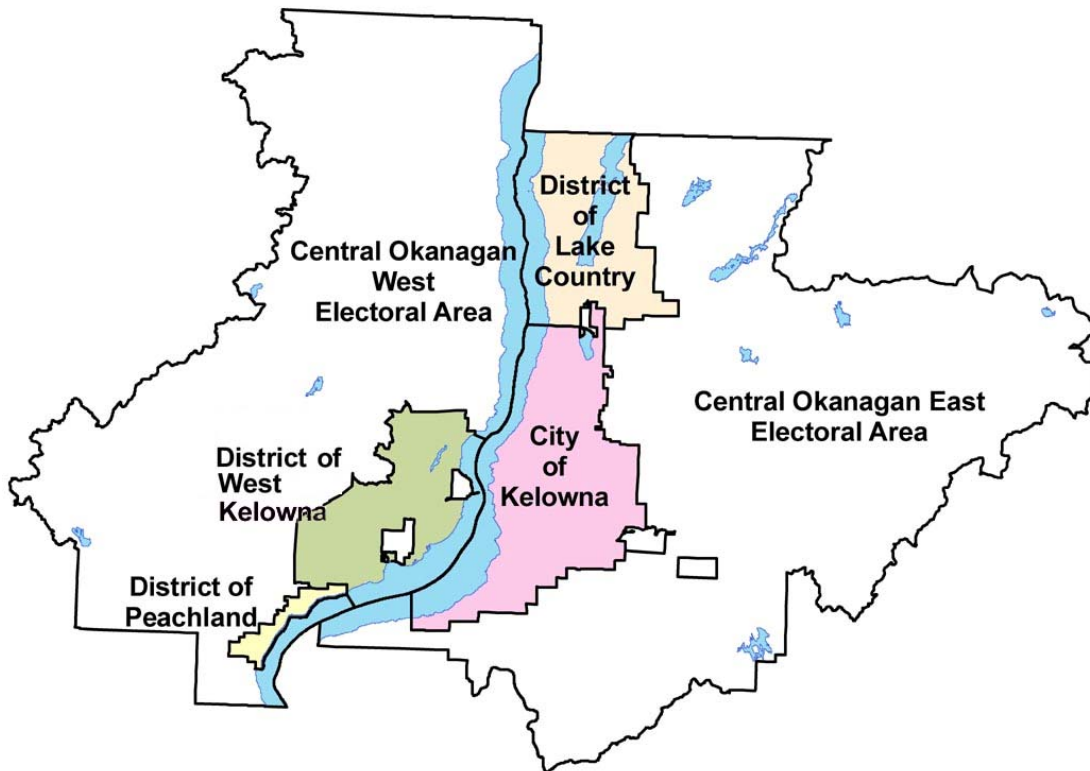 District
of
Lake
Country
Central Okanagan
West
Electoral Area
Central Okanagan East
Electoral Area
City
of
Kelowna
District of
West
Kelowna
District of
Peachland